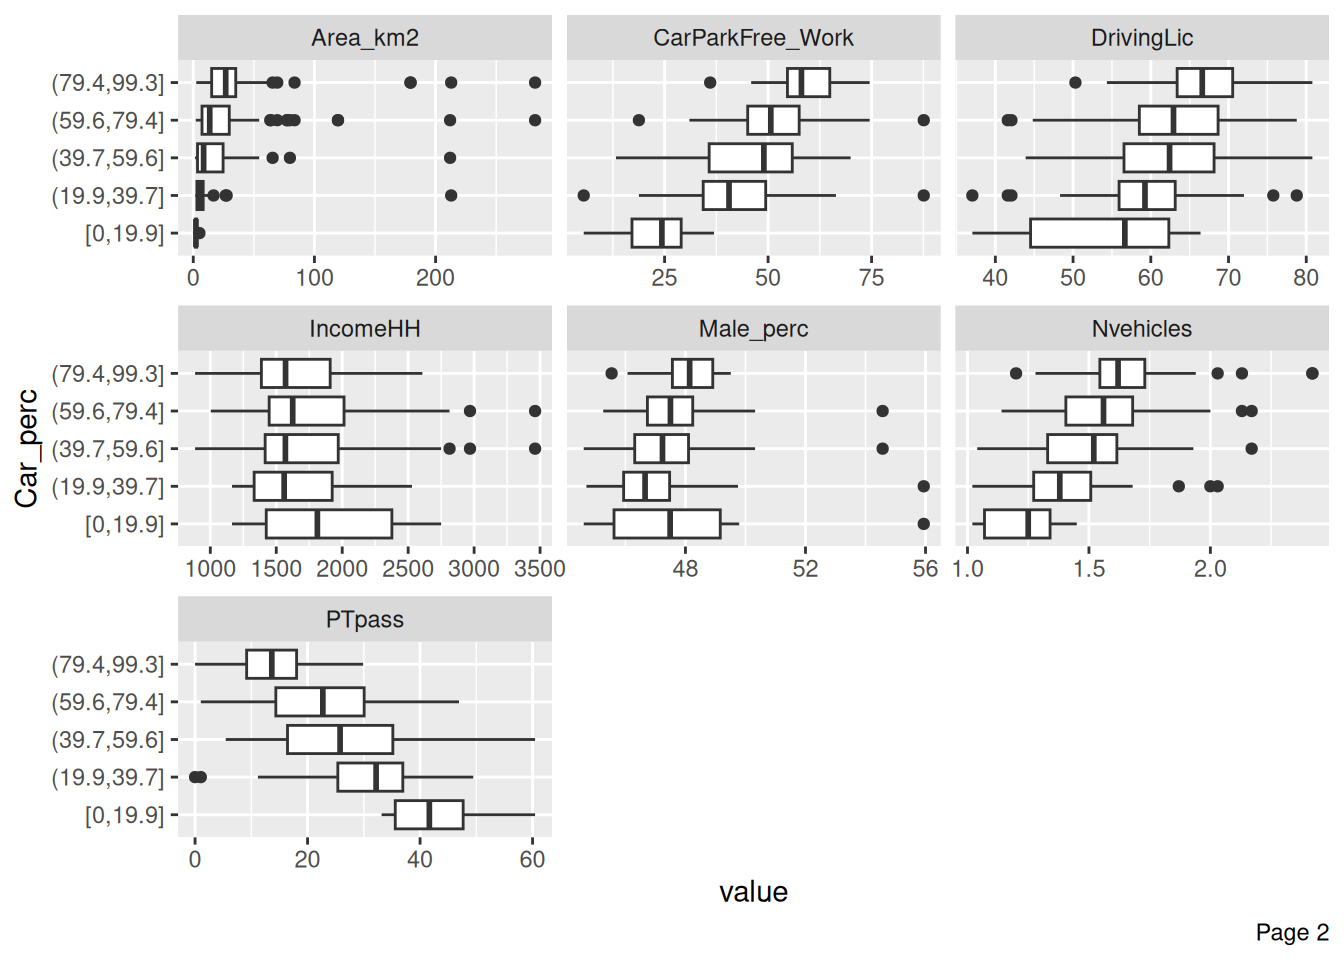 Area_km2 CarParkFree_Work DrivingLic
(79.4,99.3]
(59.6,79.4]
(39.7,59.6]
(19.9,39.7]
[0,19.9]
0 100 200 25 50 75 40 50 60 70 80
IncomeHH Male_perc Nvehicles
(79.4,99.3]
(59.6,79.4]
(39.7,59.6]
(19.9,39.7]
[0,19.9]
Car_perc
1000 1500 2000 2500 3000 3500 48 52 56 1.0 1.5 2.0
PTpass
(79.4,99.3]
(59.6,79.4]
(39.7,59.6]
(19.9,39.7]
[0,19.9]
0 20 40 60
value
Page 2